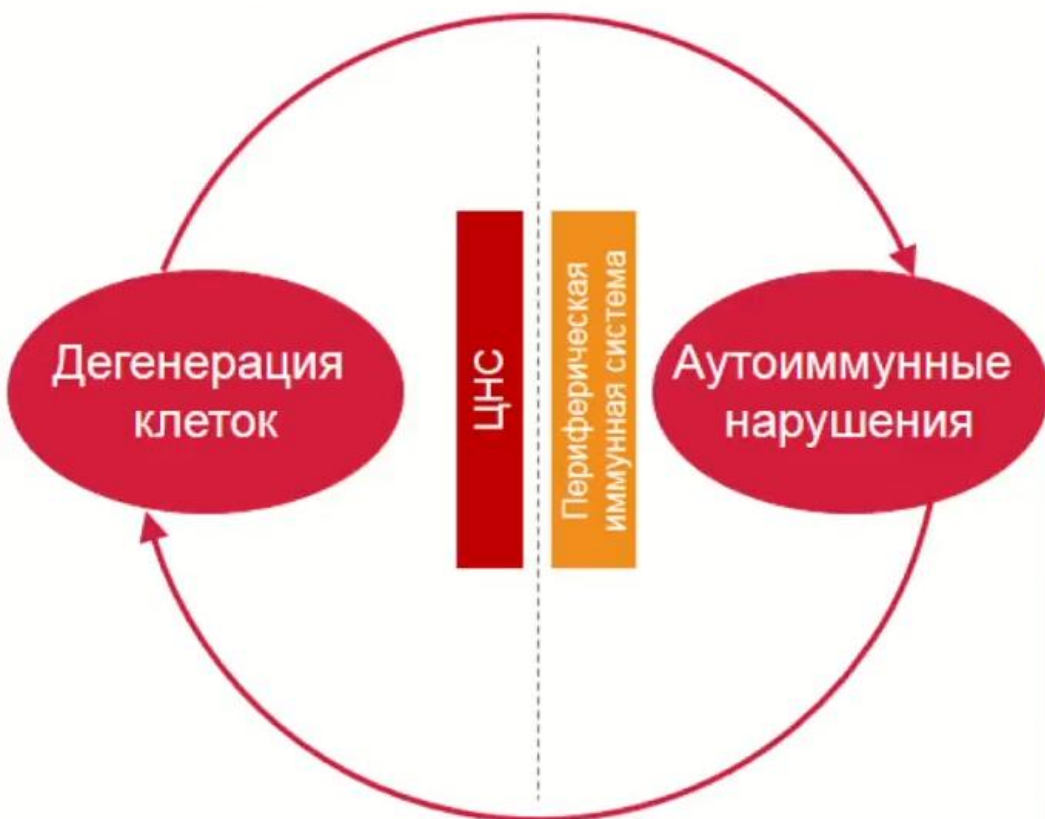 Дегенерация
клеток
ЦНС
Периферическая
иммунная система
Аутоиммунные
нарушения